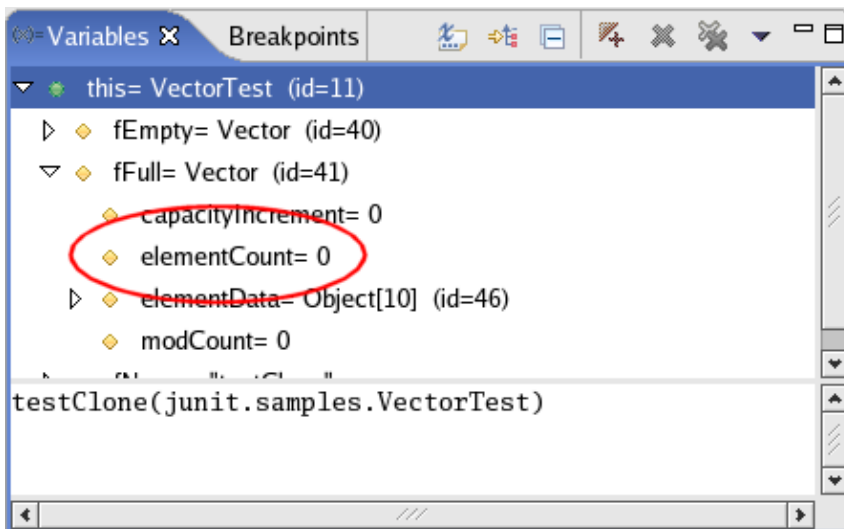 Variables Breakpoints
this= VectorTest (id=11)
fEmpty= Vector (id=40)
fFull= Vector (id=41)
capacityIncrement= 0
elementCount= 0
elementData= Object[10] (id=46)
modCount= 0
testClone(junit.samples.VectorTest)